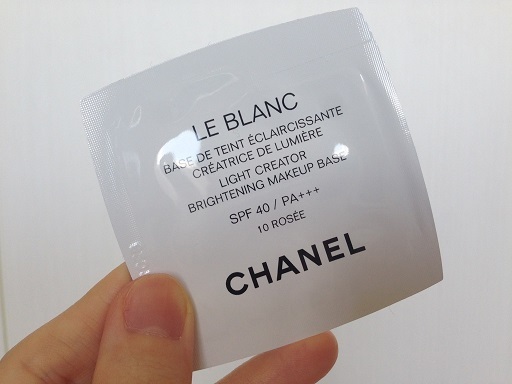 LE BLANC
BASE DE TEINT ÉCLAIRCISSANTE
CRÉATRICE DE LUMIÈRE
LIGHT CREATOR
BRIGHTENING MAKEUP BASE
SPF 40 / PA+++
10 ROSÉE
CHANEL